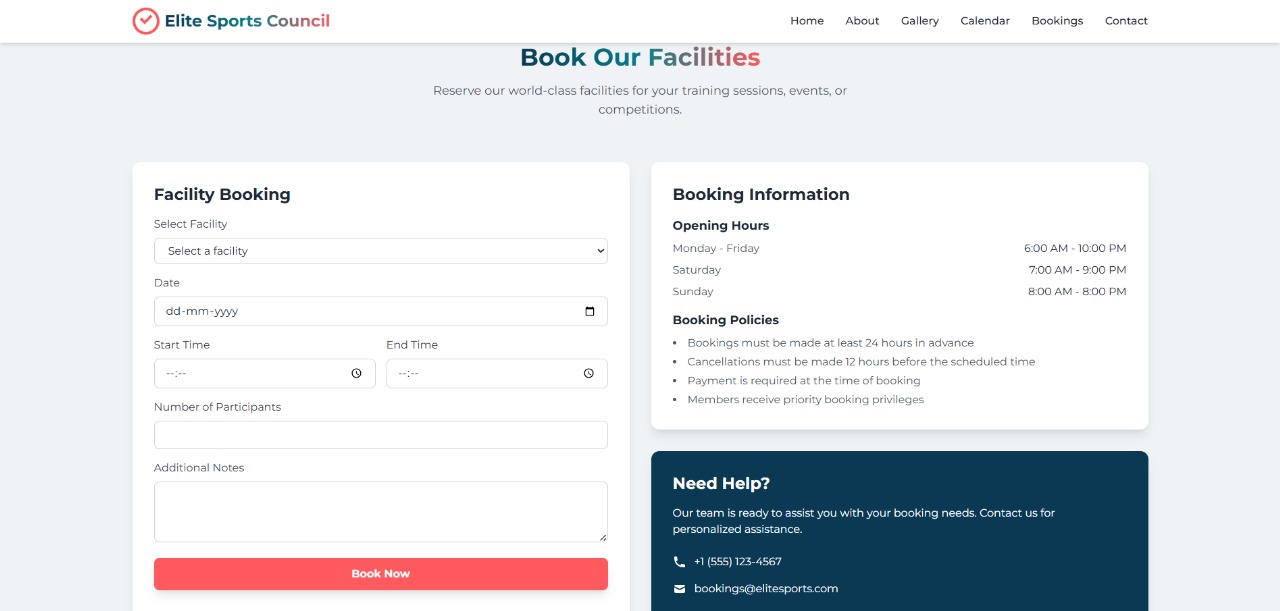 Elite Sports Council
Home About Gallery Calendar Bookings Contact
Book Our Facilities
Reserve our world-class facilities for your training sessions, events, or
competitions.
Facility Booking
Select Facility
Select a facility
Date
dd-mm-yyyy
Start Time End Time
--:-- --:--
Number of Participants
Additional Notes
Book Now
Booking Information
Opening Hours
Monday - Friday 6:00 AM - 10:00 PM
Saturday 7:00 AM - 9:00 PM
Sunday 8:00 AM - 8:00 PM
Booking Policies
• Bookings must be made at least 24 hours in advance
• Cancellations must be made 12 hours before the scheduled time
• Payment is required at the time of booking
• Members receive priority booking privileges
Need Help?
Our team is ready to assist you with your booking needs. Contact us for
personalized assistance.
+1 (555) 123-4567
bookings@elitesports.com